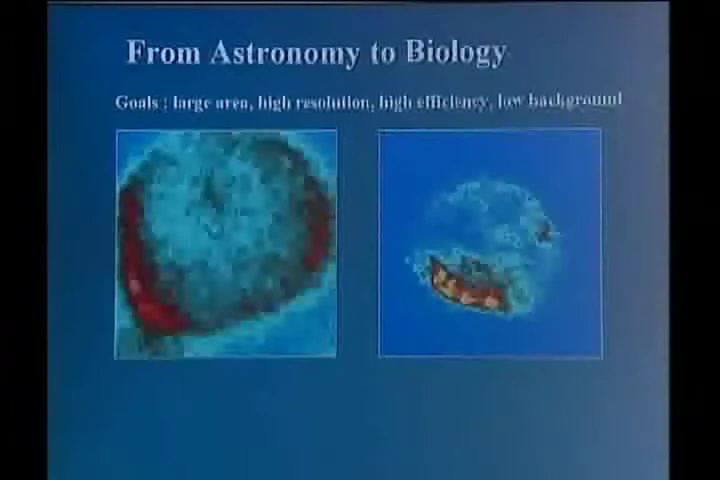 From Astronomy to Biology
Goals : large area, high resolution, high efficiency, low background